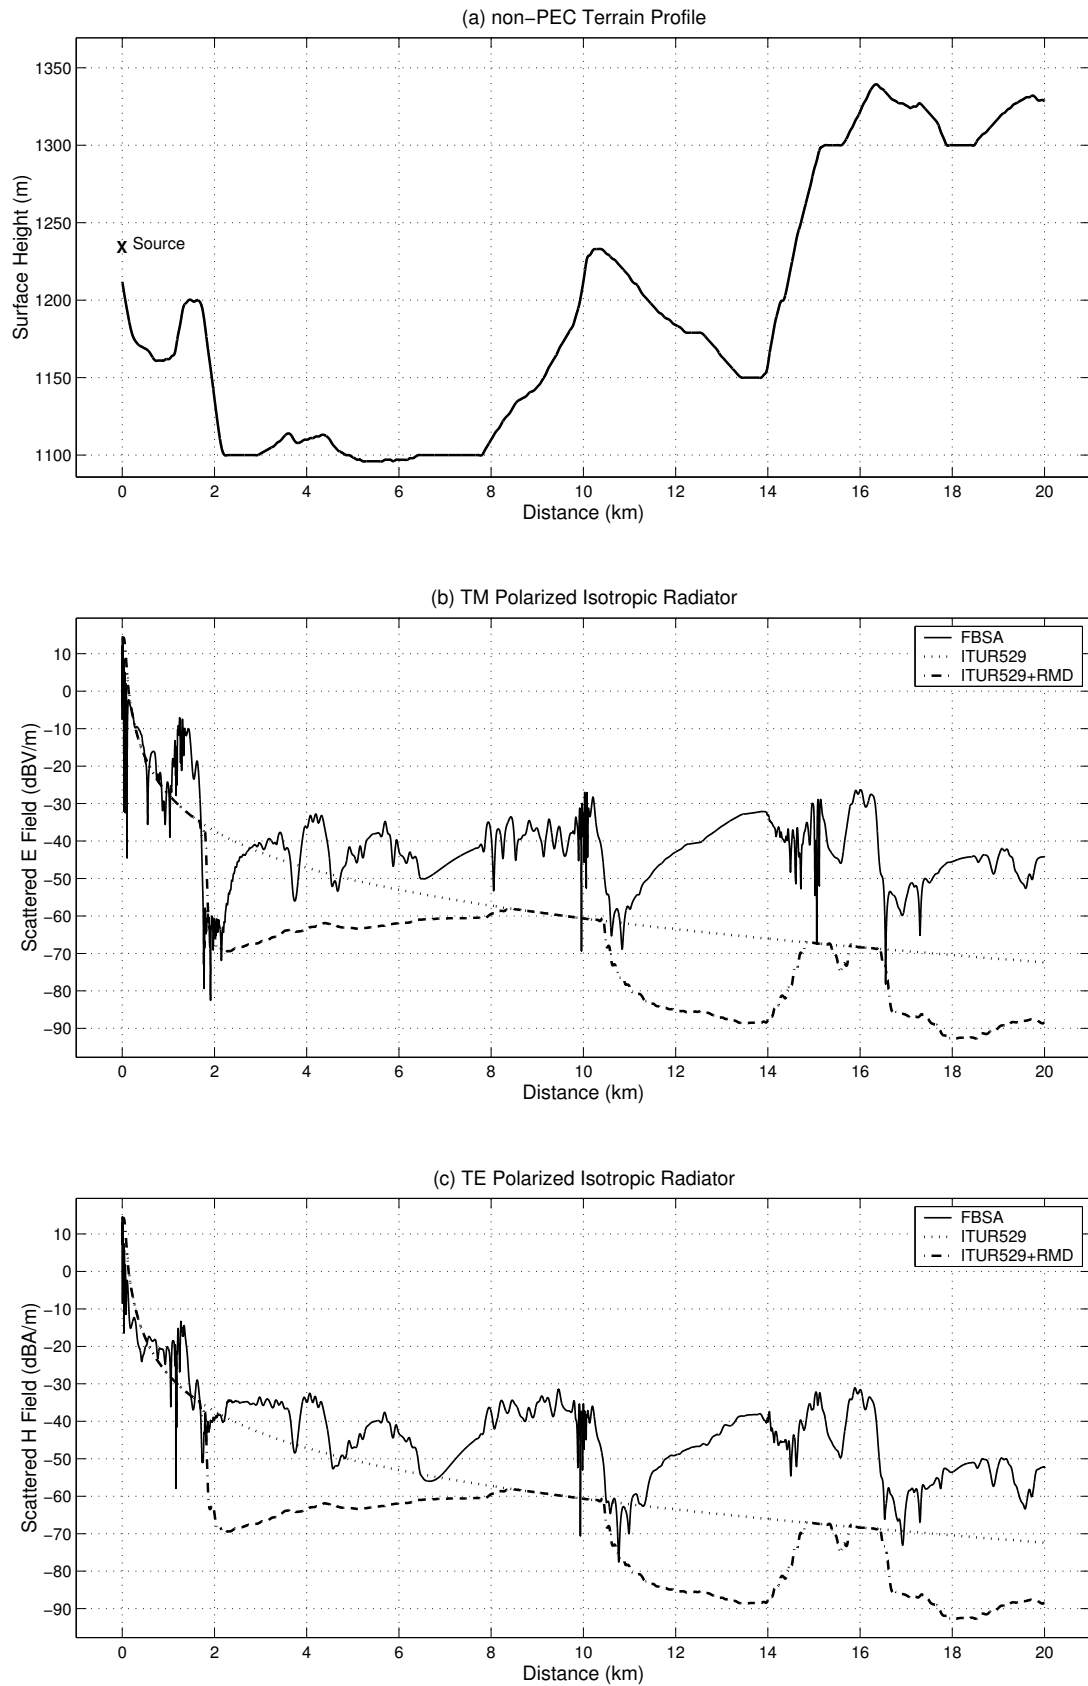 (a) non−PEC Terrain Profile
1350
1300
1250
1200
1150
1100
Surface Height (m)
x Source
0 2 4 6 8 10 12 14 16 18 20
Distance (km)
(b) TM Polarized Isotropic Radiator
10
0
−10
−20
−30
−40
−50
−60
−70
−80
−90
Scattered E Field (dBV/m)
FBSA
ITUR529
ITUR529+RMD
0 2 4 6 8 10 12 14 16 18 20
Distance (km)
(c) TE Polarized Isotropic Radiator
10
0
−10
−20
−30
−40
−50
−60
−70
−80
−90
Scattered H Field (dBA/m)
FBSA
ITUR529
ITUR529+RMD
0 2 4 6 8 10 12 14 16 18 20
Distance (km)